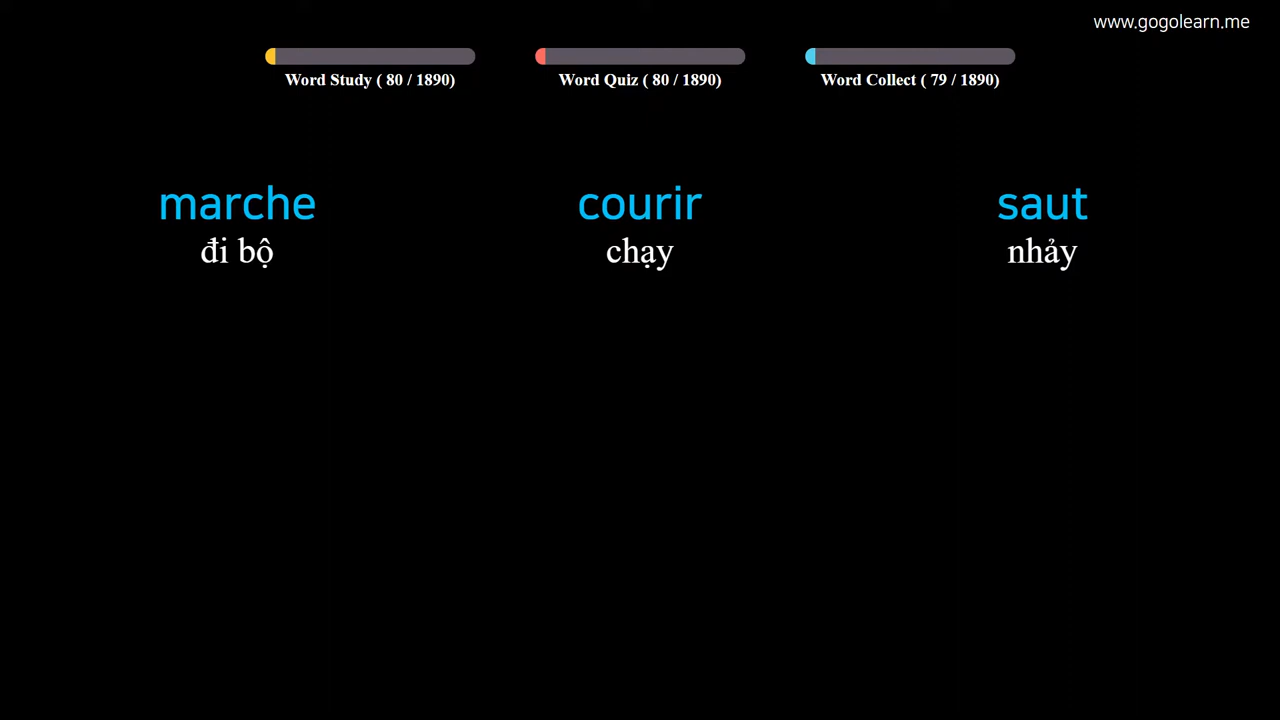 www.gogolearn.me
Word Study ( 80 / 1890)
Word Quiz ( 80 / 1890)
Word Collect ( 79 / 1890)
marche
đi bộ
courir
chạy
saut
nhảy